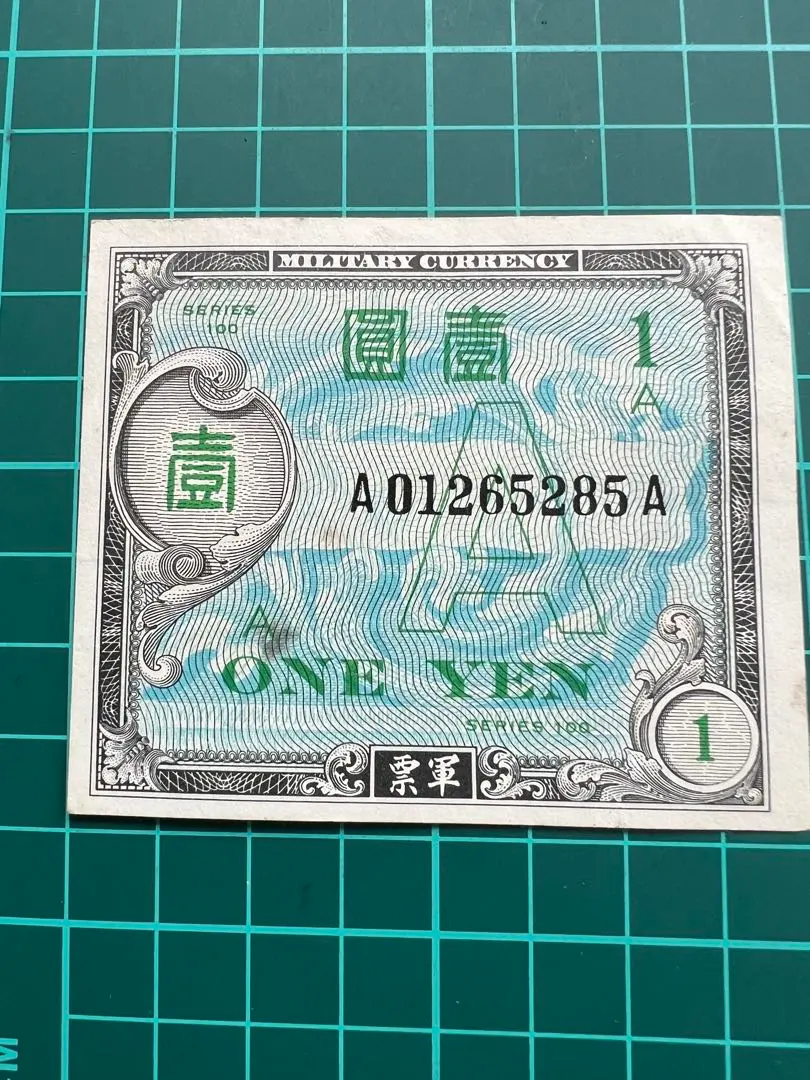 MILITARY CURRENCY
SERIES
100
圓壹
1
A
壹
A
A01265285A
A
ONE YEN
SERIES 100
1
票軍
M